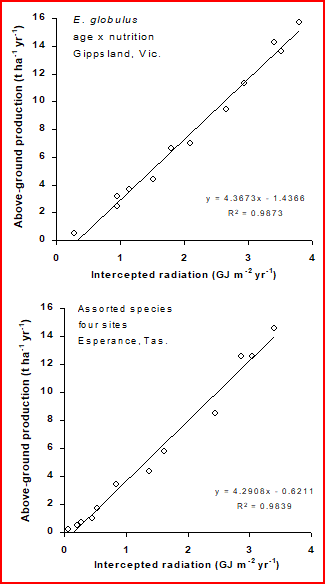 16
12
8
4
2
0
Above-ground production (t ha-1 yr-1)
E. globulus
age x nutrition
Gippsland, Vic.
y = 4.3673x - 1.4366
R² = 0.9873
0 1 2 3 4
Intercepted radiation (GJ m-2 yr-1)
16
14
12
10
8
6
4
2
0
Above-ground production (t ha-1 yr-1)
Assorted species
four sites
Esperance, Tas.
y = 4.2908x - 0.6211
R² = 0.9839
0 1 2 3 4
Intercepted radiation (GJ m-2 yr-1)